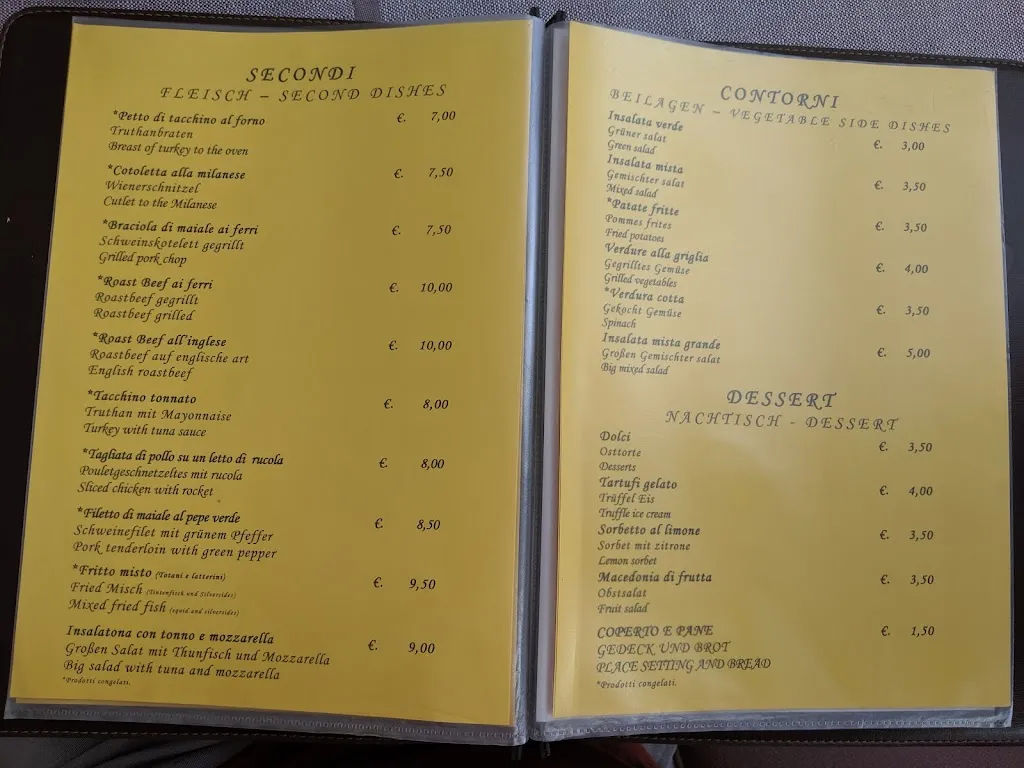 SECONDI
FLEISCH – SECOND DISHES
*Petto di tacchino al forno €. 7,00
Truthanbraten
Breast of turkey to the oven
*Cotoletta alla milanese €. 7,50
Wienerschnitzel
Cutlet to the Milanese
*Braciola di maiale ai ferri €. 7,50
Schweinskotelett gegrillt
Grilled pork chop
*Roast Beef ai ferri €. 10,00
Roastbeef gegrillt
Roastbeef grilled
*Roast Beef all'inglese €. 10,00
Roastbeef auf englische art
English roastbeef
*Tacchino tonnato €. 8,00
Truthan mit Mayonnaise
Turkey with tuna sauce
*Tagliata di pollo su un letto di rucola €. 8,00
Pouletgeschnetzeltes mit rucola
Sliced chicken with rocket
*Filetto di maiale al pepe verde €. 8,50
Schweinefilet mit grünem Pfeffer
Pork tenderloin with green pepper
*Fritto misto (Totani e latterini) €. 9,50
Fried Misch (Tintenfisch und Silversides)
Mixed fried fish (squid and silversides)
Insalatona con tonno e mozzarella €. 9,00
Großen Salat mit Thunfisch und Mozzarella
Big salad with tuna and mozzarella
*Prodotti congelati.
CONTORNI
BEILAGEN – VEGETABLE SIDE DISHES
Insalata verde €. 3,00
Grüner salat
Green salad
Insalata mista €. 3,50
Gemischter salat
Mixed salad
*Patate fritte €. 3,50
Pommes frites
Fried potatoes
Verdure alla griglia €. 4,00
Gegrilltes Gemüse
Grilled vegetables
*Verdura cotta €. 3,50
Gekocht Gemüse
Spinach
Insalata mista grande €. 5,00
Großen Gemischter salat
Big mixed salad
DESSERT
NACHTISCH - DESSERT
Dolci €. 3,50
Osttorte
Desserts
Tartufi gelato €. 4,00
Trüffel Eis
Truffle ice cream
Sorbetto al limone €. 3,50
Sorbet mit zitrone
Lemon sorbet
Macedonia di frutta €. 3,50
Obstsalat
Fruit salad
COPERTO E PANE €. 1,50
GEDECK UND BROT
PLACE SETTING AND BREAD
*Prodotti congelati.